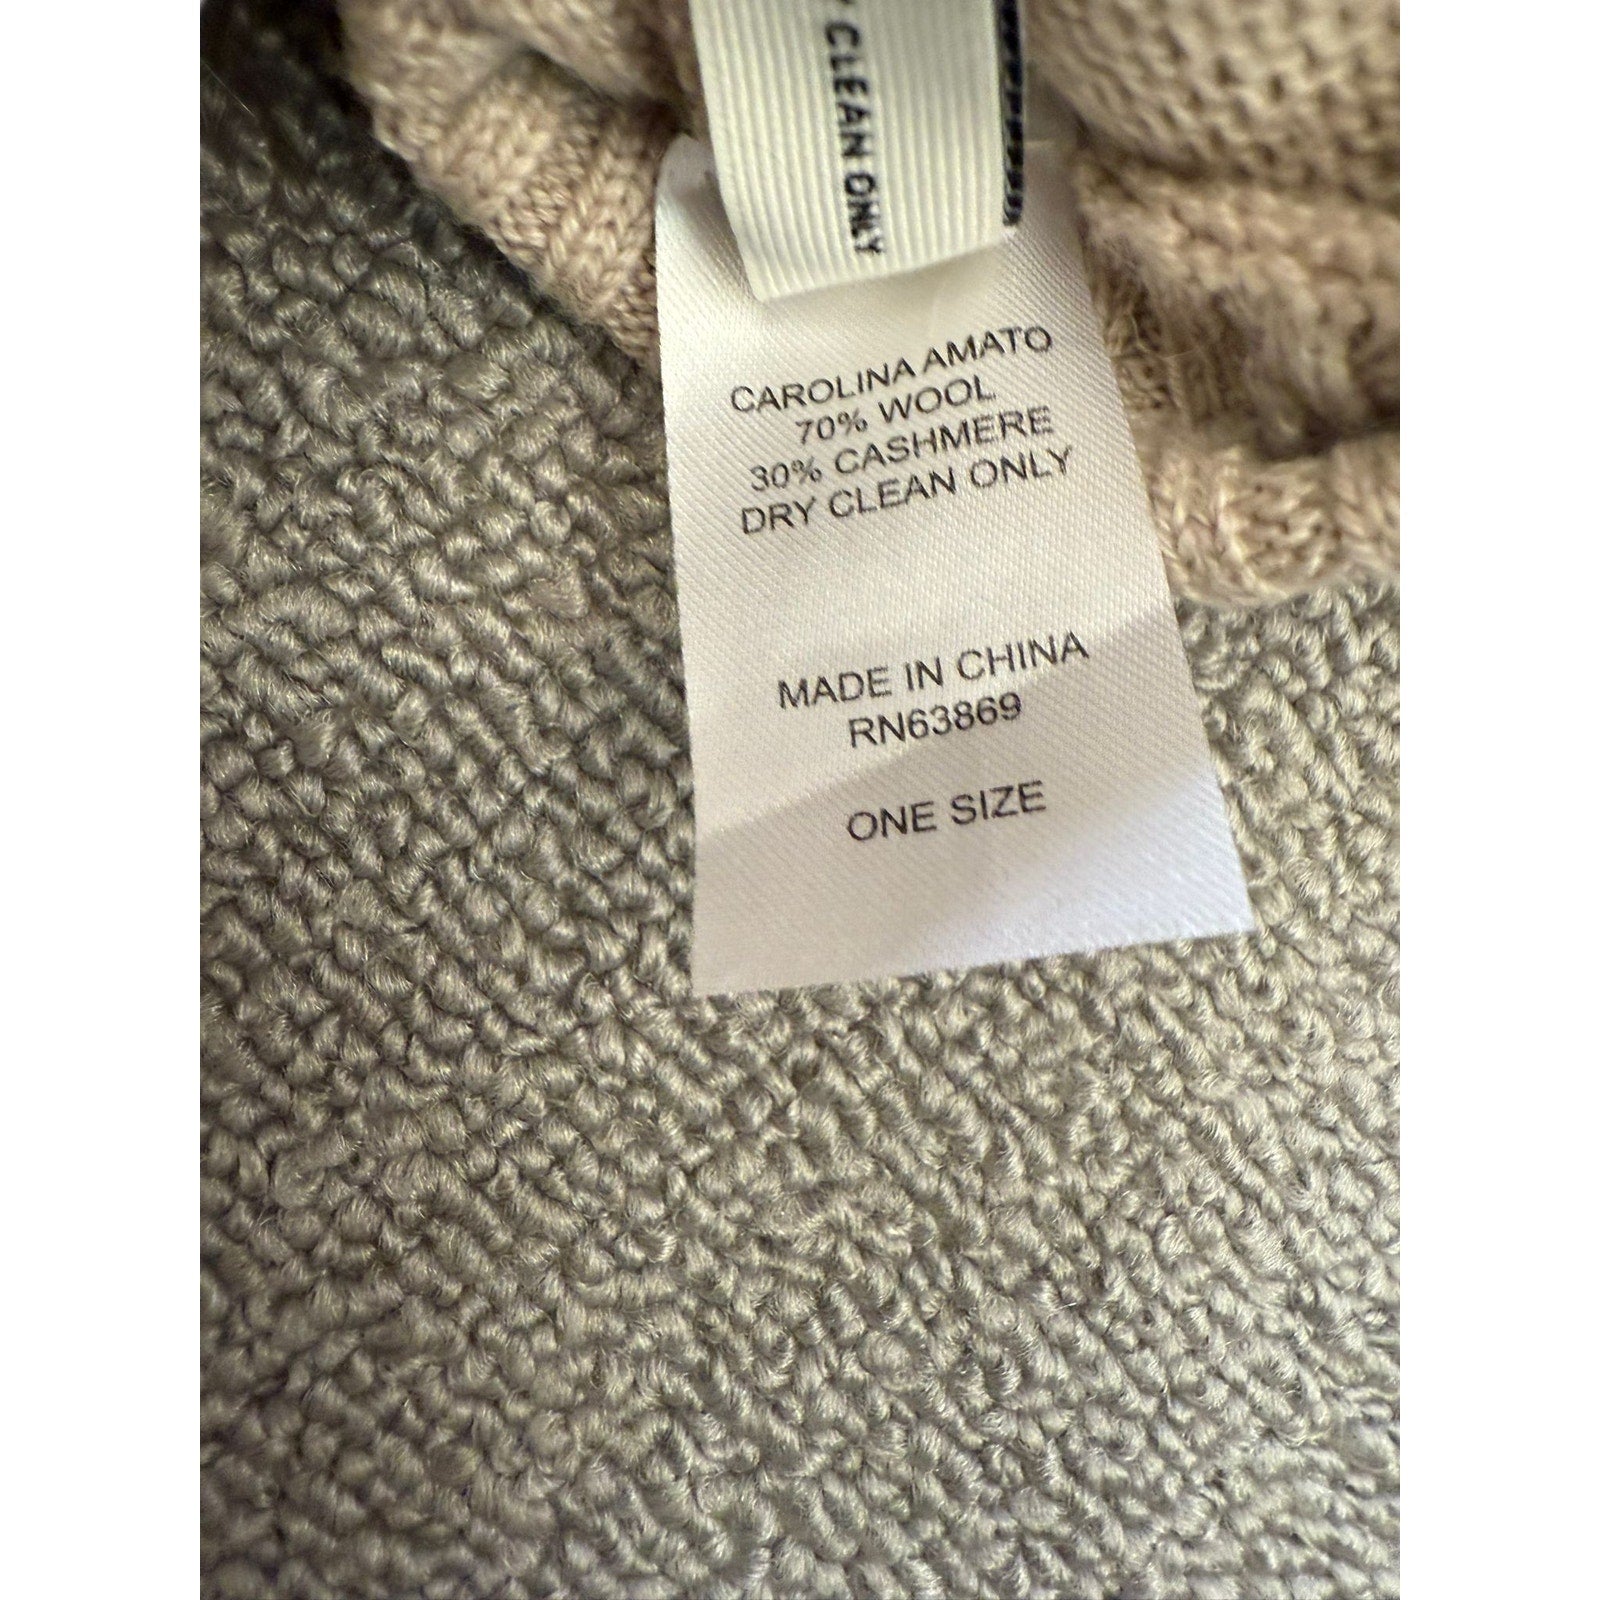 CLEAN ONLY
CAROLINA AMATO
70% WOOL
30% CASHMERE
DRY CLEAN ONLY
MADE IN CHINA
RN63869
ONE SIZE